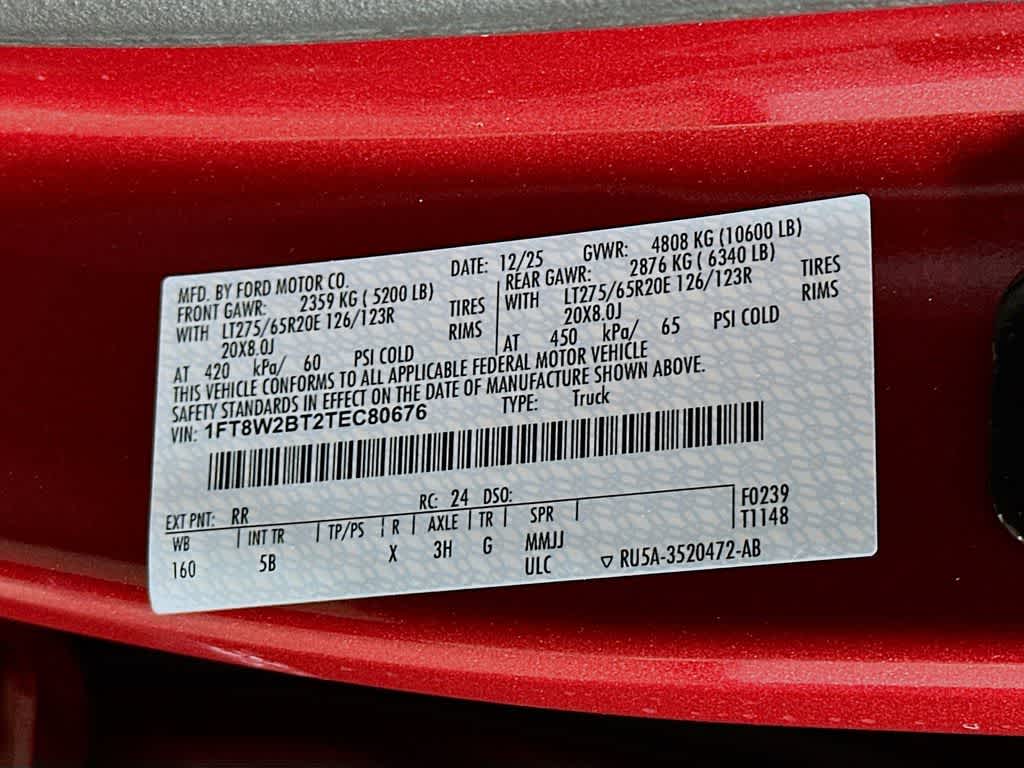 MFD. BY FORD MOTOR CO. DATE: 12/25 GVWR: 4808 KG (10600 LB)
FRONT GAWR: 2359 KG ( 5200 LB) REAR GAWR: 2876 KG ( 6340 LB)
WITH LT275/65R20E 126/123R TIRES WITH LT275/65R20E 126/123R TIRES
20X8.0J RIMS 20X8.0J RIMS
AT 420 kPa/ 60 PSI COLD AT 450 kPa/ 65 PSI COLD
THIS VEHICLE CONFORMS TO ALL APPLICABLE FEDERAL MOTOR VEHICLE
SAFETY STANDARDS IN EFFECT ON THE DATE OF MANUFACTURE SHOWN ABOVE.
VIN: 1FT8W2BT2TEC80676 TYPE: Truck
EXT PNT: RR RC: 24 DSO: F0239
WB INT TR TP/PS R AXLE TR SPR T1148
160 5B X 3H G MMJJ
ULC ▽ RU5A-3520472-AB